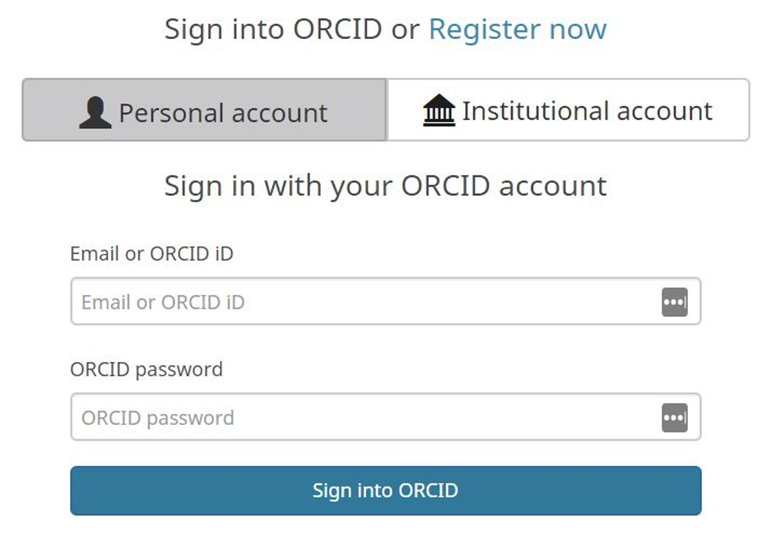 Sign into ORCID or Register now
Personal account
Institutional account
Sign in with your ORCID account
Email or ORCID iD
Email or ORCID iD
ORCID password
ORCID password
Sign into ORCID